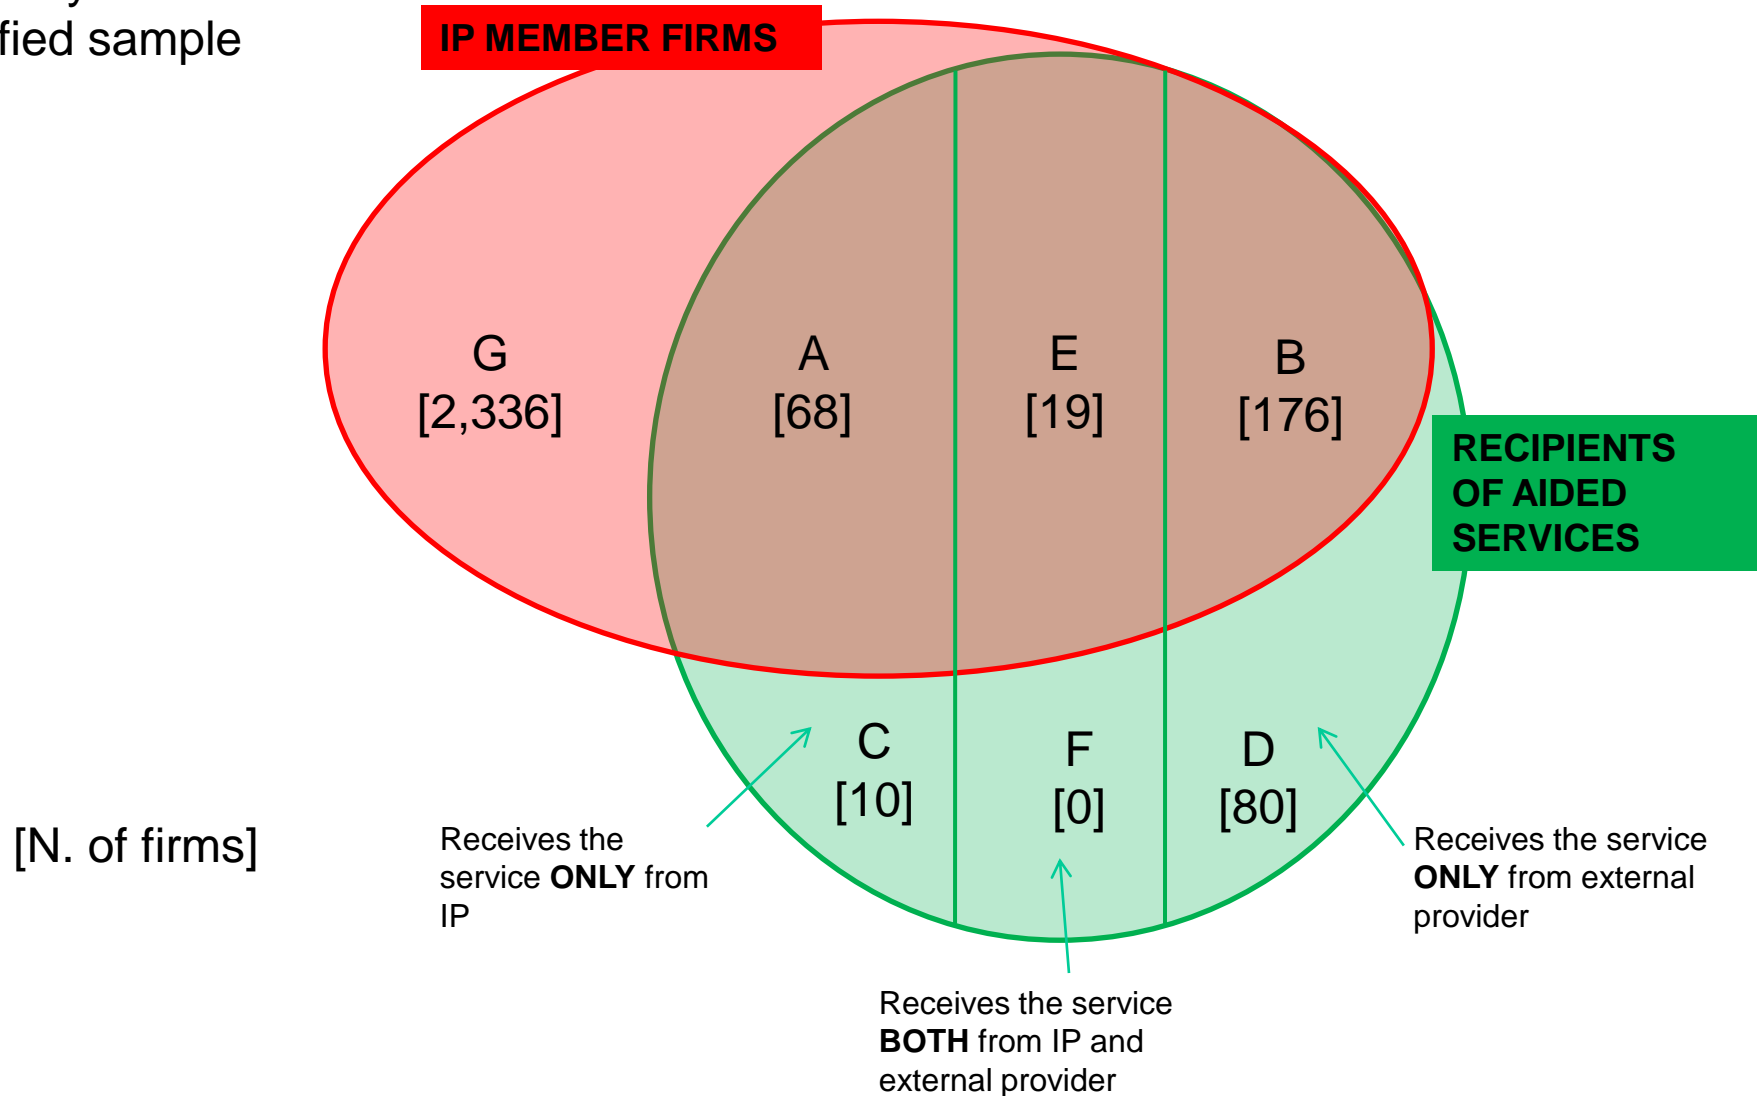 sample
IP MEMBER FIRMS
G
[2,336]
A
[68]
E
[19]
B
[176]
RECIPIENTS
OF AIDED
SERVICES
C
[10]
F
[0]
D
[80]
[N. of firms]
Receives the
service ONLY from
IP
Receives the service
BOTH from IP and
external provider
Receives the service
ONLY from external
provider